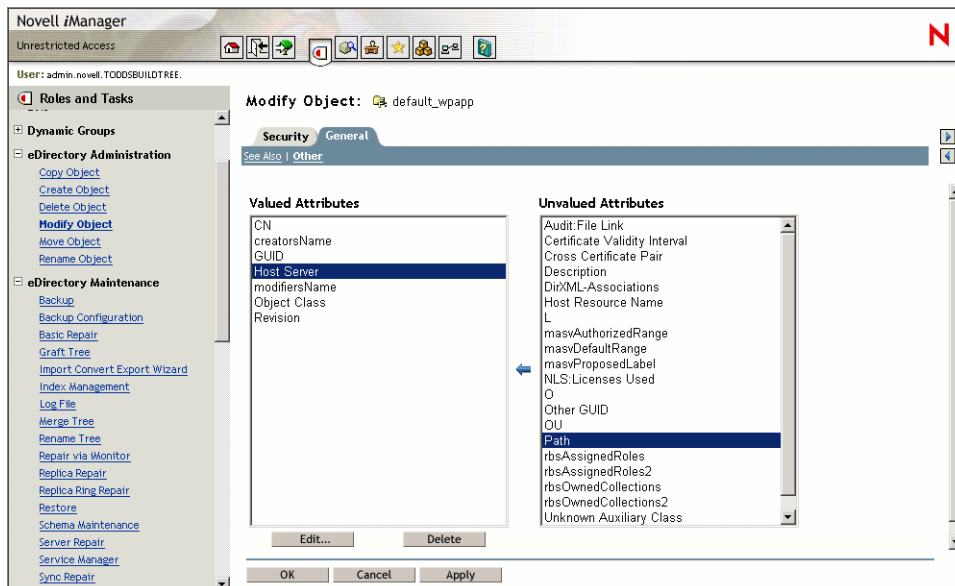 Novell iManager
Unrestricted Access
N
User: admin.novell.TODDSBUILDTREE.
Roles and Tasks
Dynamic Groups
eDirectory Administration
Copy Object
Create Object
Delete Object
Modify Object
Move Object
Rename Object
eDirectory Maintenance
Backup
Backup Configuration
Basic Repair
Graft Tree
Import Convert Export Wizard
Index Management
Log File
Merge Tree
Rename Tree
Repair via iMonitor
Replica Repair
Replica Ring Repair
Restore
Schema Maintenance
Server Repair
Service Manager
Sync Repair
Modify Object: default_wpapp
Security General
See Also | Other
Valued Attributes
CN
creatorsName
GUID
Host Server
modifiersName
Object Class
Revision
Edit... Delete
Unvalued Attributes
Audit:File Link
Certificate Validity Interval
Cross Certificate Pair
Description
DirXML-Associations
Host Resource Name
L
masvAuthorizedRange
masvDefaultRange
masvProposedLabel
NLS:Licenses Used
O
Other GUID
OU
Path
rbsAssignedRoles
rbsAssignedRoles2
rbsOwnedCollections
rbsOwnedCollections2
Unknown Auxiliary Class
OK Cancel Apply